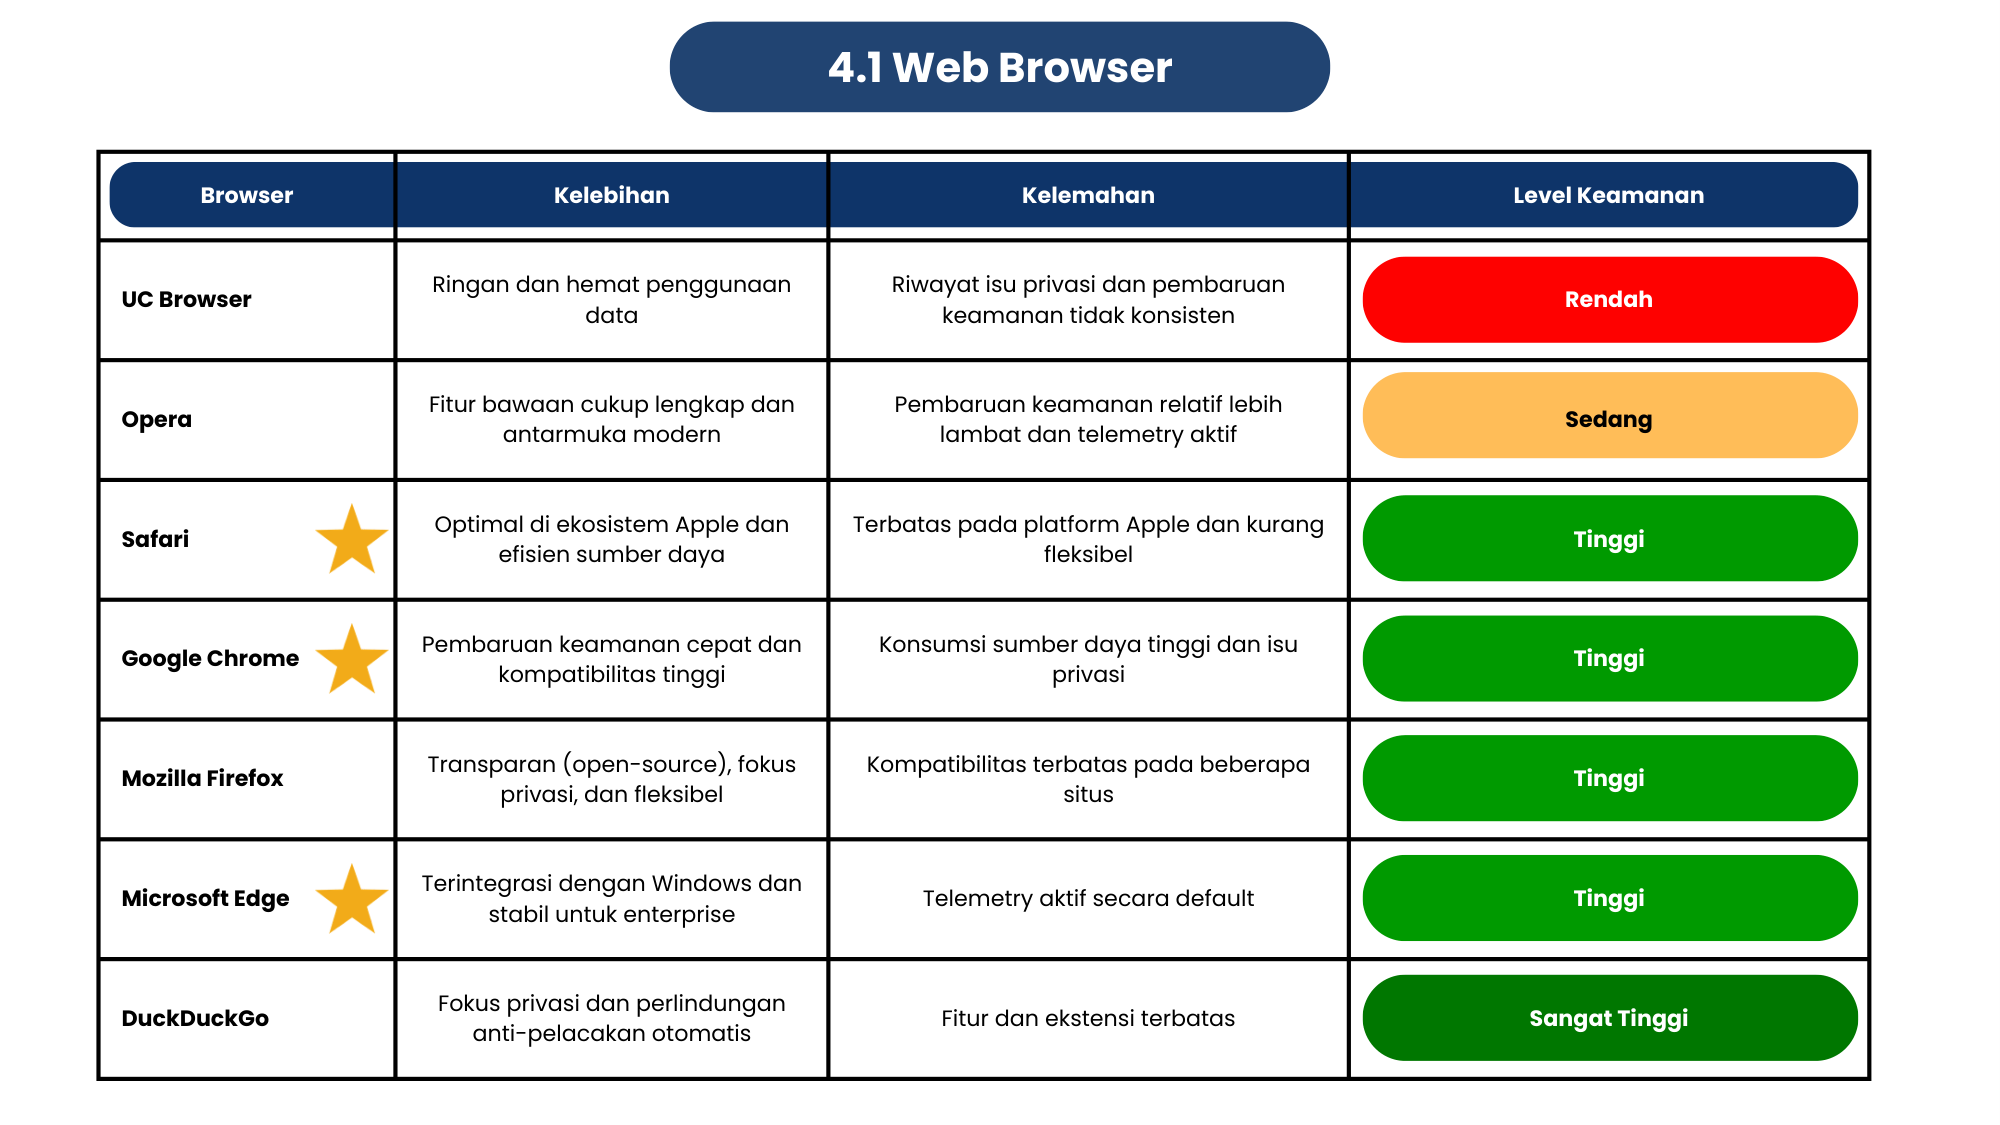 4.1 Web Browser
Browser
Kelebihan
Kelemahan
Level Keamanan
UC Browser
Ringan dan hemat penggunaan
data
Riwayat isu privasi dan pembaruan
keamanan tidak konsisten
Rendah
Opera
Fitur bawaan cukup lengkap dan
antarmuka modern
Pembaruan keamanan relatif lebih
lambat dan telemetry aktif
Sedang
Safari
Optimal di ekosistem Apple dan
efisien sumber daya
Terbatas pada platform Apple dan kurang
fleksibel
Tinggi
Google Chrome
Pembaruan keamanan cepat dan
kompatibilitas tinggi
Konsumsi sumber daya tinggi dan isu
privasi
Tinggi
Mozilla Firefox
Transparan (open-source), fokus
privasi, dan fleksibel
Kompatibilitas terbatas pada beberapa
situs
Tinggi
Microsoft Edge
Terintegrasi dengan Windows dan
stabil untuk enterprise
Telemetry aktif secara default
Tinggi
DuckDuckGo
Fokus privasi dan perlindungan
anti-pelacakan otomatis
Fitur dan ekstensi terbatas
Sangat Tinggi